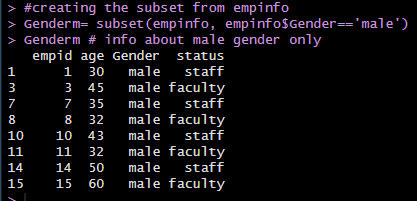 > #creating the subset from empinfo
> Genderm= subset(empinfo, empinfo$Gender=='male')
> Genderm # info about male gender only
   empid age Gender  status
1      1  30   male   staff
3      3  45   male faculty
7      7  35   male   staff
8      8  32   male faculty
10    10  43   male   staff
11    11  32   male faculty
14    14  50   male   staff
15    15  60   male faculty
>